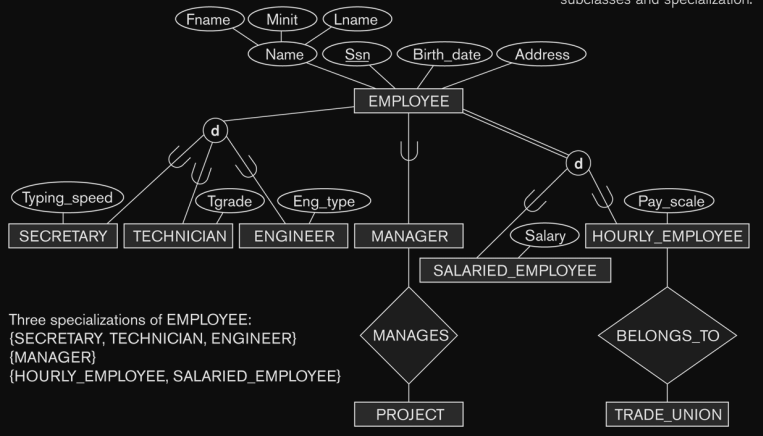 subclasses and specialization.
Fname Minit Lname
Name Ssn Birth_date Address
EMPLOYEE
d
d
Typing_speed Tgrade Eng_type Pay_scale
SECRETARY TECHNICIAN ENGINEER MANAGER Salary HOURLY_EMPLOYEE
SALARIED_EMPLOYEE
Three specializations of EMPLOYEE:
{SECRETARY, TECHNICIAN, ENGINEER}
{MANAGER}
{HOURLY_EMPLOYEE, SALARIED_EMPLOYEE}
MANAGES BELONGS_TO
PROJECT TRADE_UNION